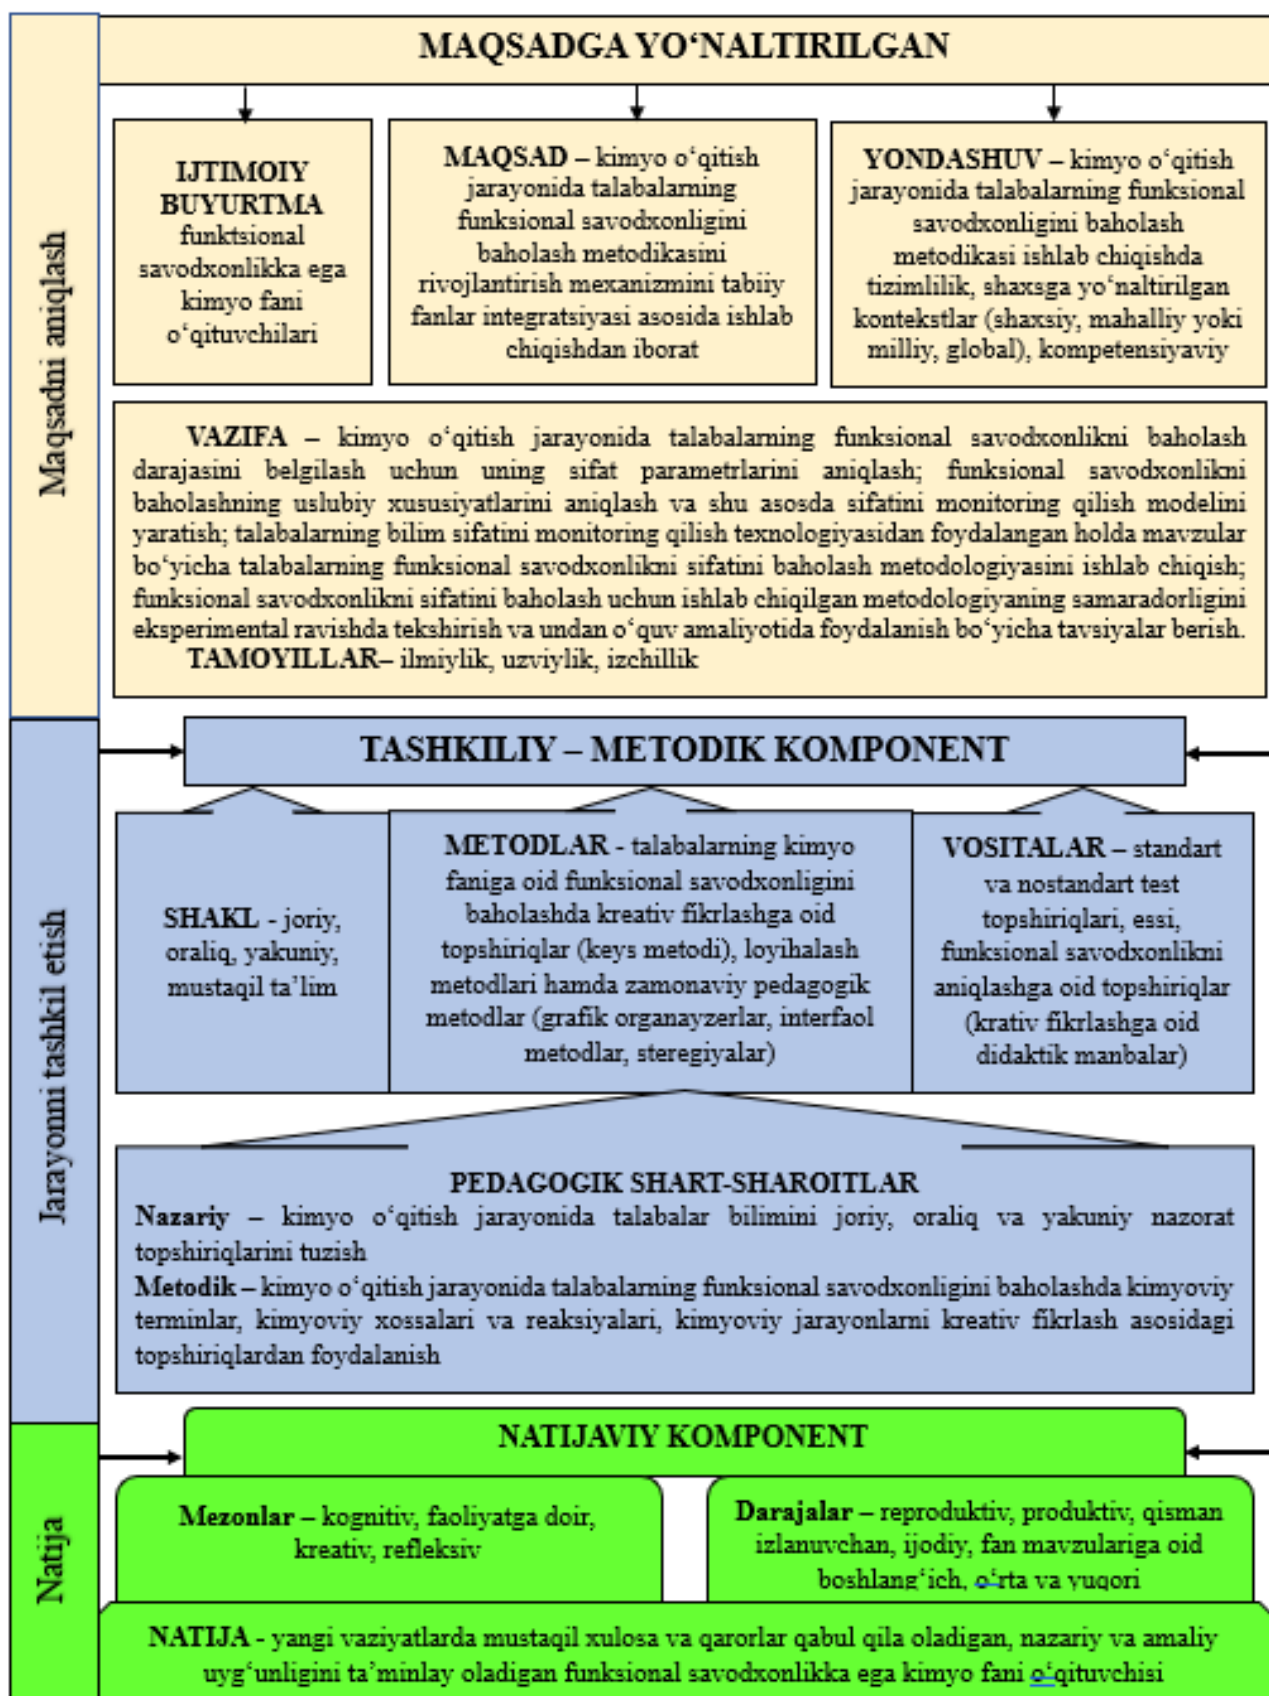 MAQSADGA YO‘NALTIRILGAN
Maqsadni aniqlash
IJTIMOIY
BUYURTMA
funktsional
savodxonlikka ega
kimyo fani
o‘qituvchilari
MAQSAD – kimyo o‘qitish
jarayonida talabalarning
funksional savodxonligini
baholash metodikasini
rivojlantirish mexanizmini tabiiy
fanlar integratsiyasi asosida ishlab
chiqishdan iborat
YONDASHUV – kimyo o‘qitish
jarayonida talabalarning funksional
savodxonligini baholash
metodikasi ishlab chiqishda
tizimlilik, shaxsga yo‘naltirilgan
kontekstlar (shaxsiy, mahalliy yoki
milliy, global), kompetensiyaviy
VAZIFA – kimyo o‘qitish jarayonida talabalarning funksional savodxonlikni baholash
darajasini belgilash uchun uning sifat parametrlarini aniqlash; funksional savodxonlikni
baholashning uslubiy xususiyatlarini aniqlash va shu asosda sifatini monitoring qilish modelini
yaratish; talabalarning bilim sifatini monitoring qilish texnologiyasidan foydalangan holda mavzular
bo‘yicha talabalarning funksional savodxonlikni sifatini baholash metodologiyasini ishlab chiqish;
funksional savodxonlikni sifatini baholash uchun ishlab chiqilgan metodologiyaning samaradorligini
eksperimental ravishda tekshirish va undan o‘quv amaliyotida foydalanish bo‘yicha tavsiyalar berish.
TAMOYILLAR– ilmiylik, uzviylik, izchillik
Jarayonni tashkil etish
TASHKILIY – METODIK KOMPONENT
SHAKL - joriy,
oraliq, yakuniy,
mustaqil ta’lim
METODLAR - talabalarning kimyo
faniga oid funksional savodxonligini
baholashda kreativ fikrlashga oid
topshiriqlar (keys metodi), loyihalash
metodlari hamda zamonaviy pedagogik
metodlar (grafik organayzerlar, interfaol
metodlar, steregiyalar)
VOSITALAR – standart
va nostandart test
topshiriqlari, essi,
funksional savodxonlikni
aniqlashga oid topshiriqlar
(krativ fikrlashga oid
didaktik manbalar)
PEDAGOGIK SHART-SHAROITLAR
Nazariy – kimyo o‘qitish jarayonida talabalar bilimini joriy, oraliq va yakuniy nazorat
topshiriqlarini tuzish
Metodik – kimyo o‘qitish jarayonida talabalarning funksional savodxonligini baholashda kimyoviy
terminlar, kimyoviy xossalari va reaksiyalari, kimyoviy jarayonlarni kreativ fikrlash asosidagi
topshiriqlardan foydalanish
Natija
NATIJAVIY KOMPONENT
Mezonlar – kognitiv, faoliyatga doir,
kreativ, refleksiv
Darajalar – reproduktiv, produktiv, qisman
izlanuvchan, ijodiy, fan mavzulariga oid
boshlang‘ich, o‘rta va yuqori
NATIJA - yangi vaziyatlarda mustaqil xulosa va qarorlar qabul qila oladigan, nazariy va amaliy
uyg‘unligini ta’minlay oladigan funksional savodxonlikka ega kimyo fani o‘qituvchisi